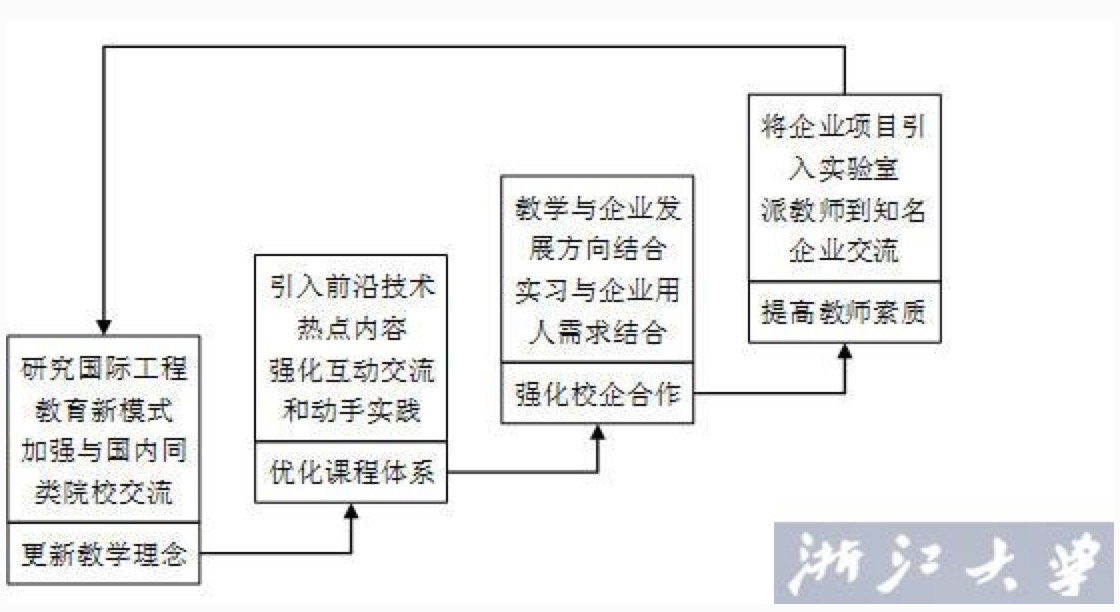 研究国际工程
教育新模式
加强与国内同
类院校交流
更新教学理念
引入前沿技术
热点内容
强化互动交流
和动手实践
优化课程体系
教学与企业发
展方向结合
实习与企业用
人需求结合
强化校企合作
将企业项目引
入实验室
派教师到知名
企业交流
提高教师素质
浙江大学